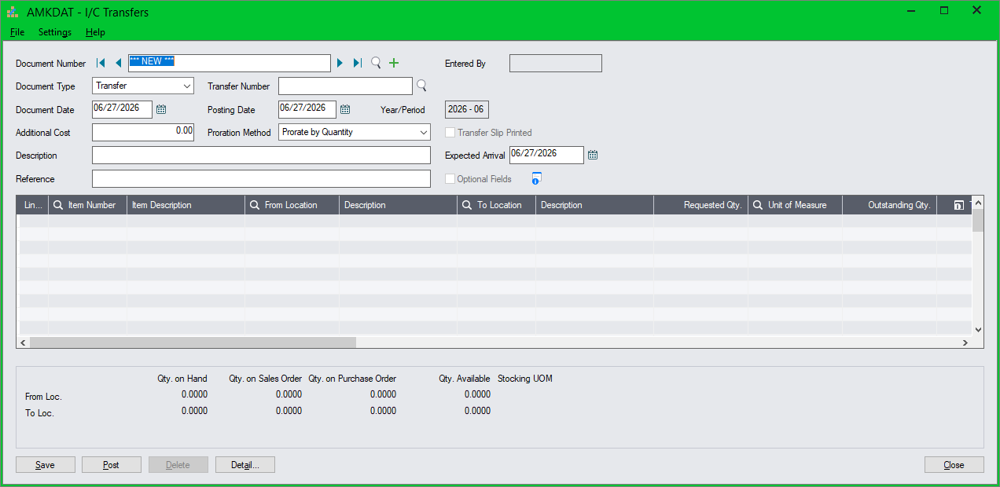 AMKDAT - I/C Transfers
File Settings Help
Document Number *** NEW *** Entered By
Document Type Transfer Transfer Number
Document Date 06/27/2026 Posting Date 06/27/2026 Year/Period 2026 - 06
Additional Cost 0.00 Proration Method Prorate by Quantity Transfer Slip Printed
Description Expected Arrival 06/27/2026
Reference Optional Fields
Lin... Item Number Item Description From Location Description To Location Description Requested Qty. Unit of Measure Outstanding Qty.
Qty. on Hand Qty. on Sales Order Qty. on Purchase Order Qty. Available Stocking UOM
From Loc. 0.0000 0.0000 0.0000 0.0000
To Loc. 0.0000 0.0000 0.0000 0.0000
Save Post Delete Detail... Close